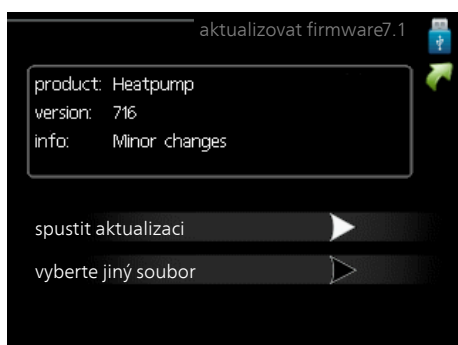 aktualizovat firmware7.1
product: Heatpump
version: 716
info: Minor changes
spustit aktualizaci
vyberte jiný soubor